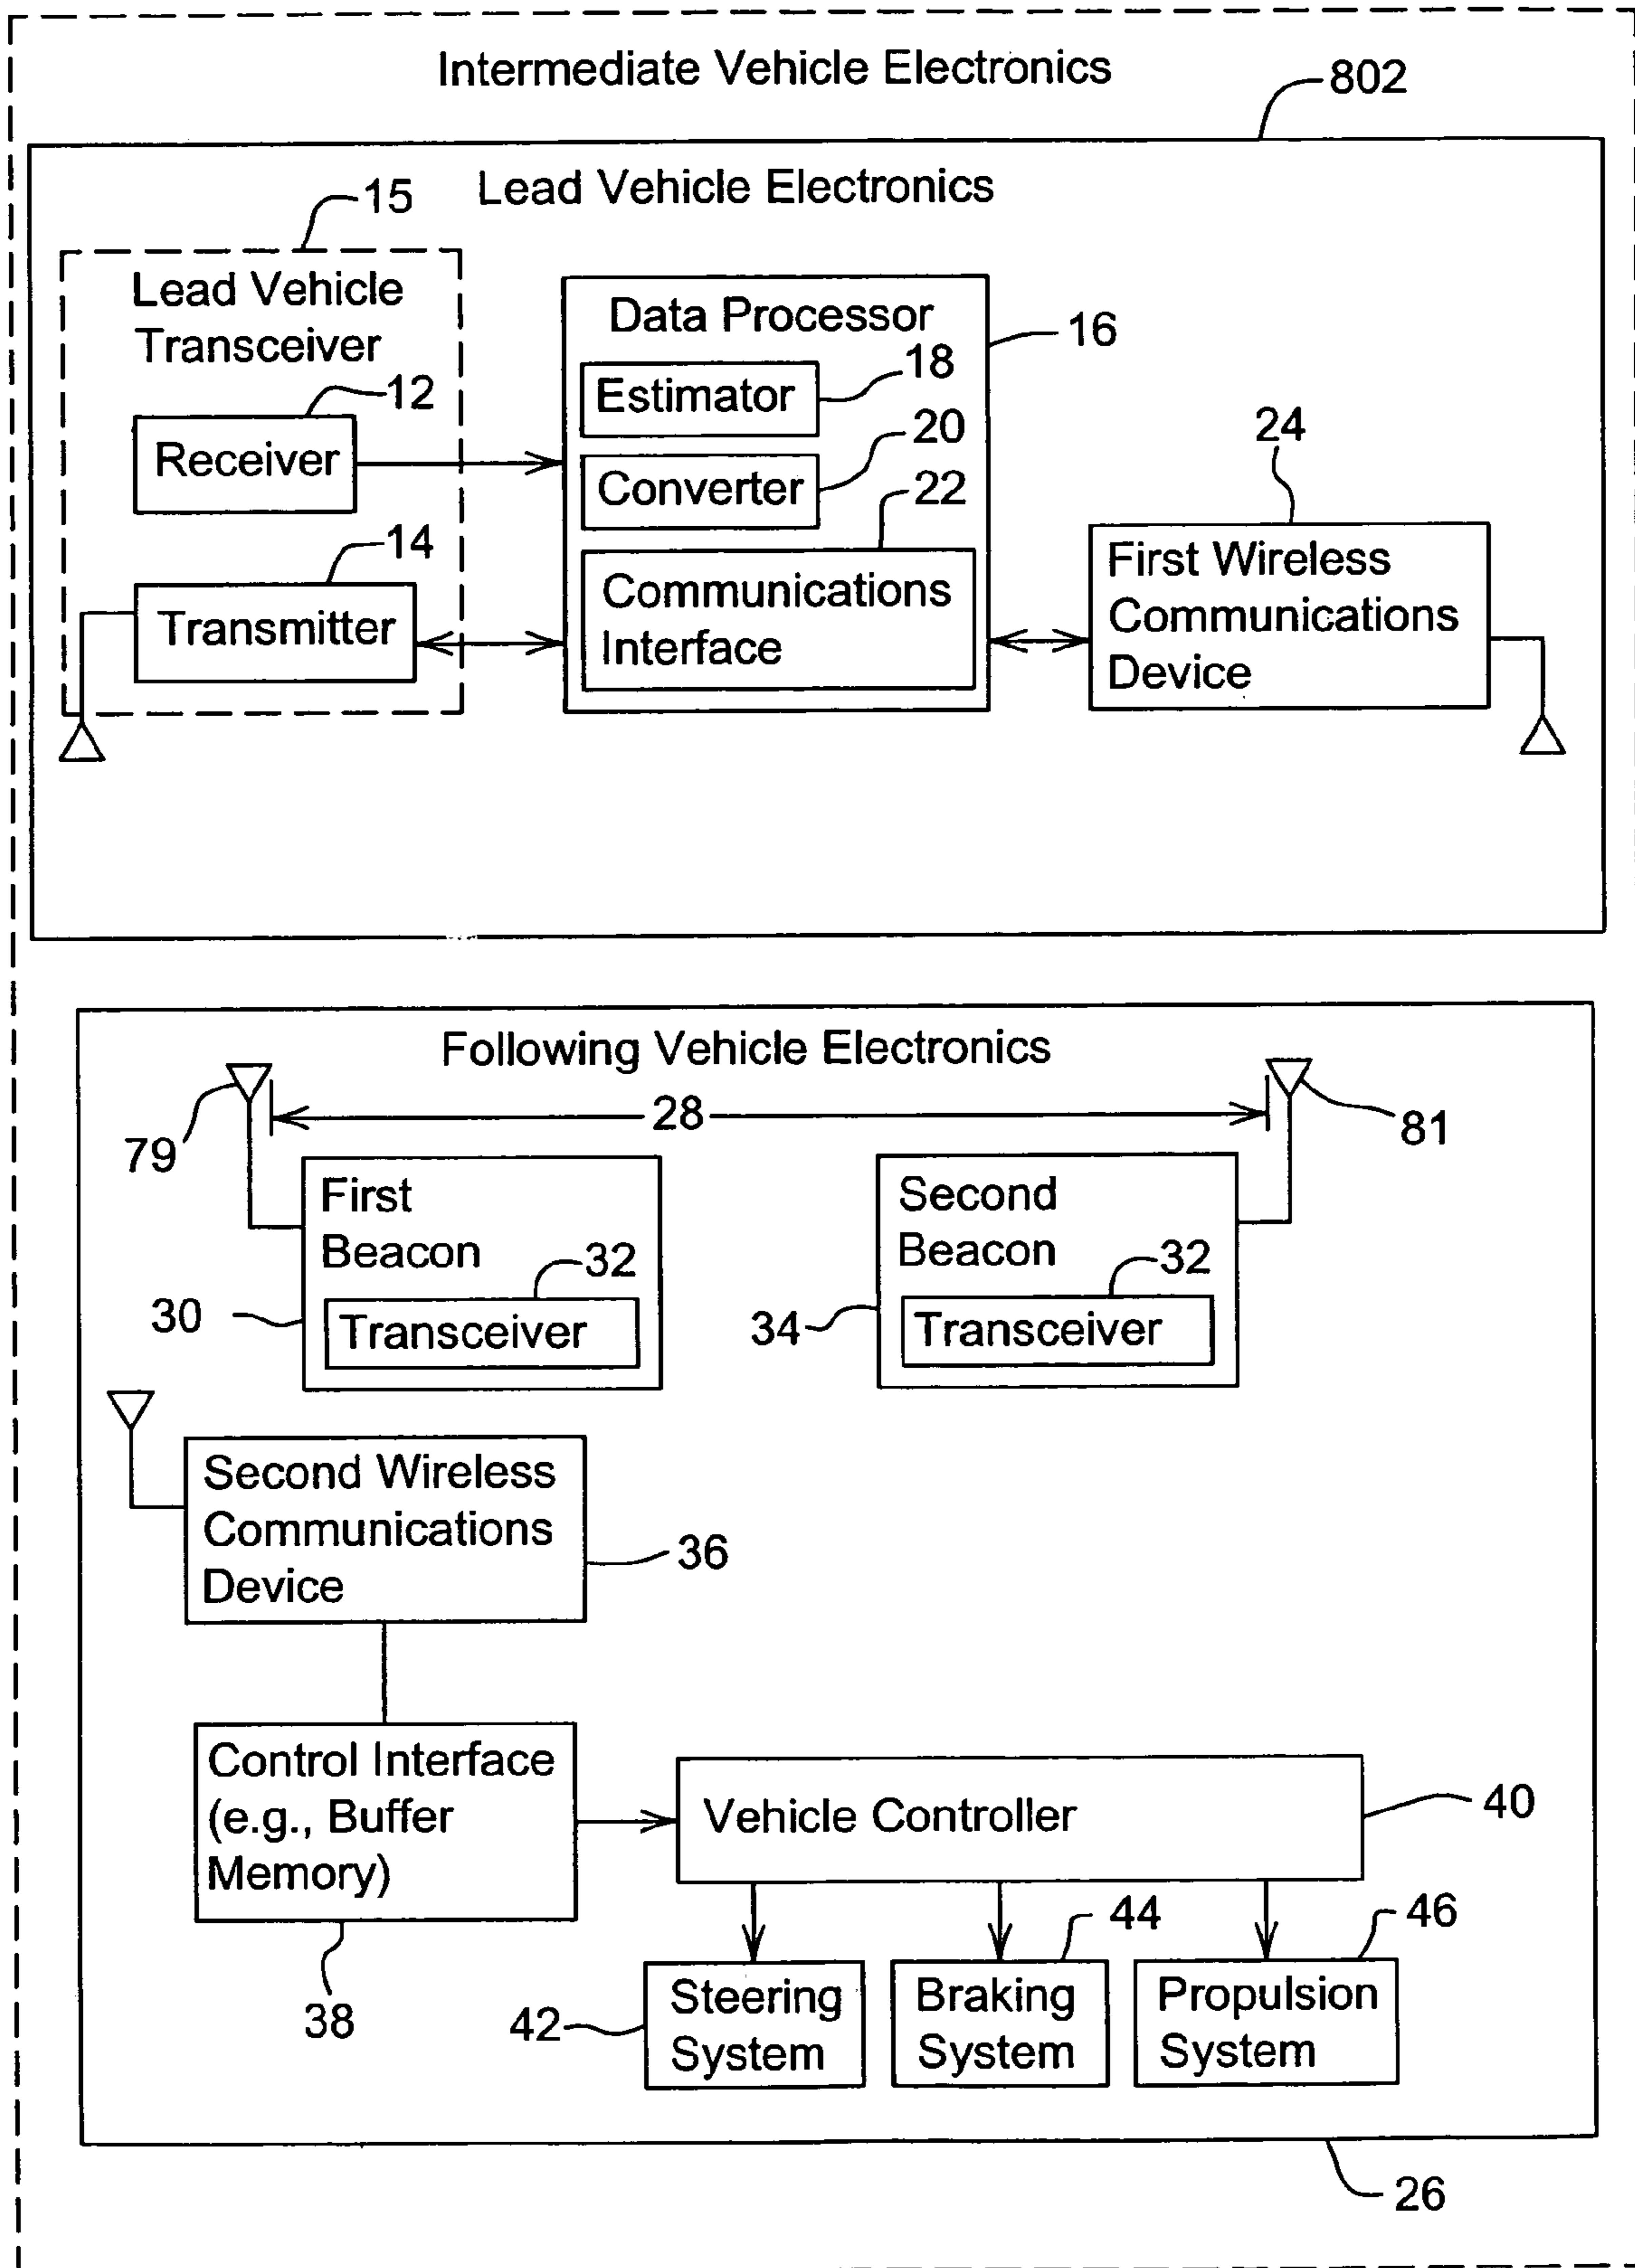 Intermediate Vehicle Electronics
802
Lead Vehicle Electronics
15
Lead Vehicle
Transceiver
12
Receiver
14
Transmitter
Data Processor
16
Estimator
18
Converter
20
22
Communications
Interface
24
First Wireless
Communications
Device
Following Vehicle Electronics
79
28
81
First
Beacon
32
Transceiver
30
Second
Beacon
32
Transceiver
34
Second Wireless
Communications
Device
36
Control Interface
(e.g., Buffer
Memory)
38
Vehicle Controller
40
42
Steering
System
44
Braking
System
46
Propulsion
System
26